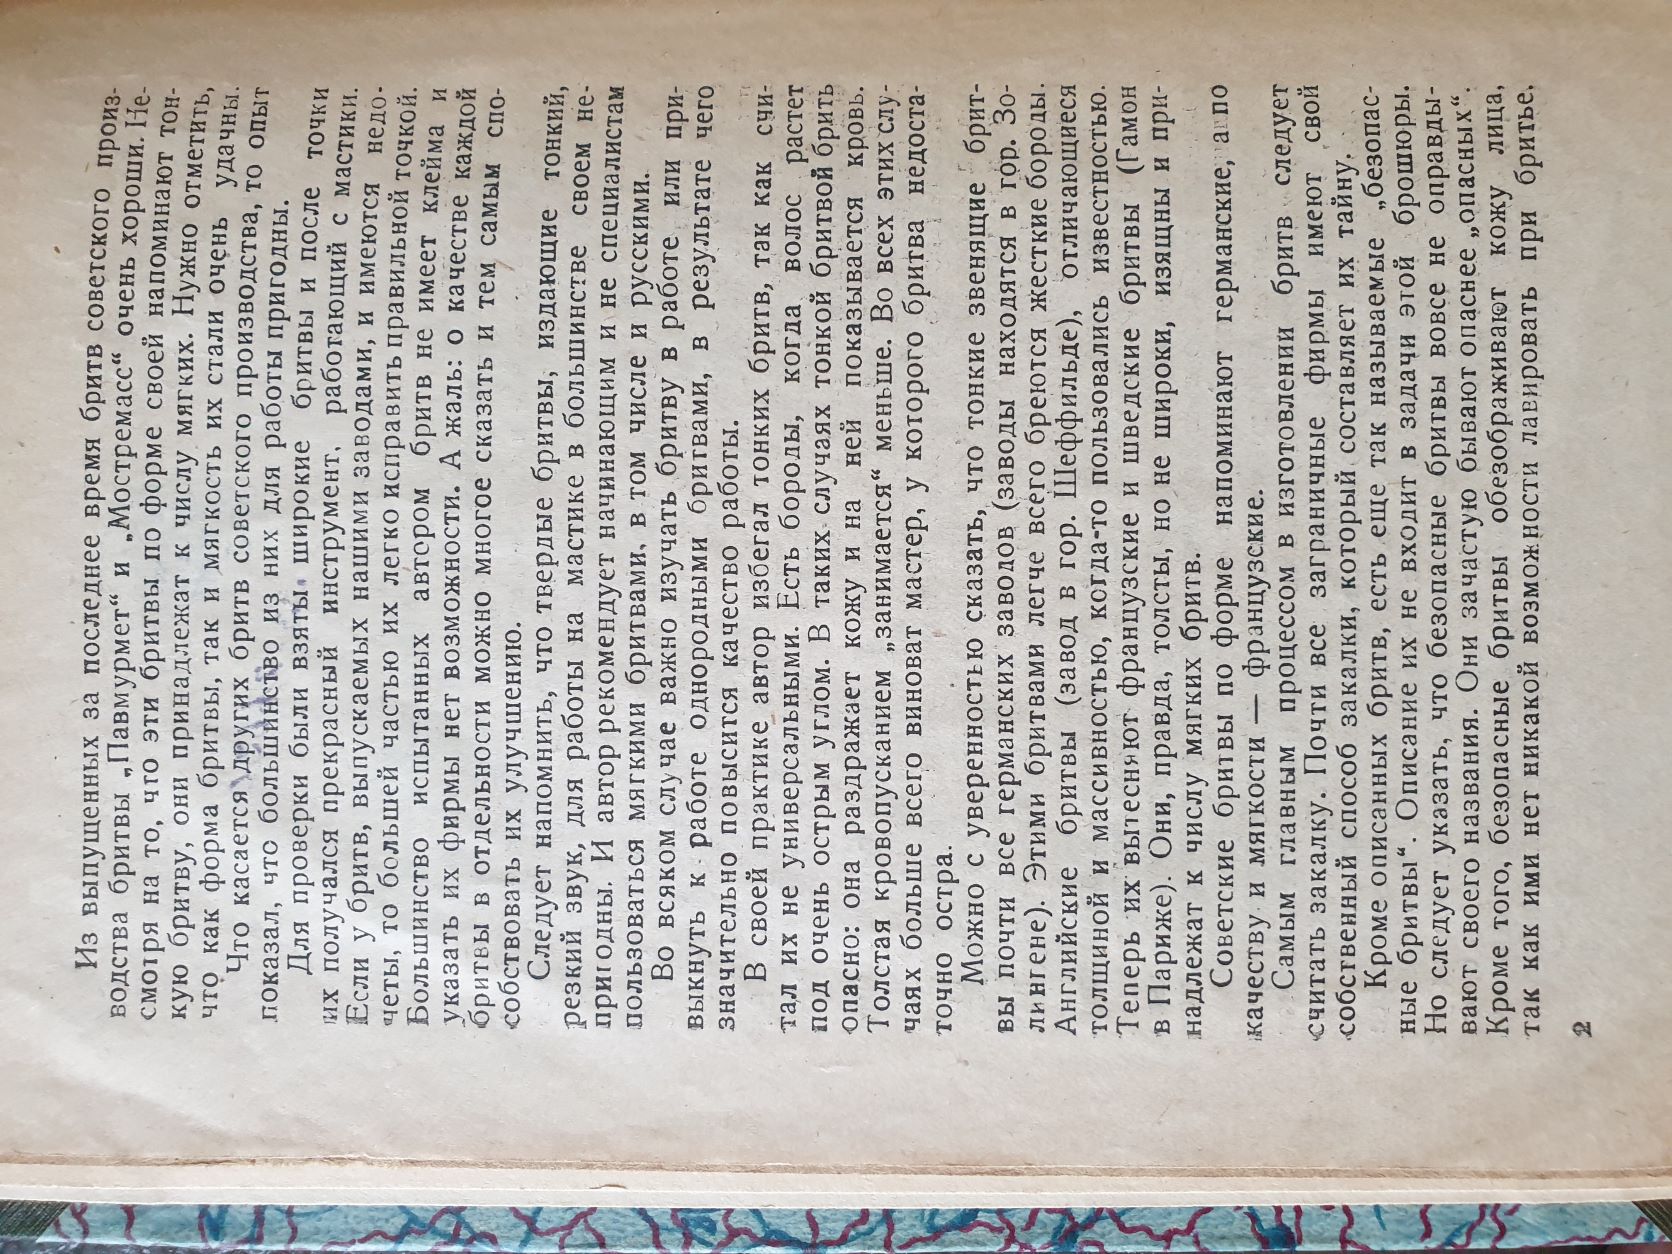 Из выпущенных за последнее время бритв советского произ-
водства бритвы „Павмурмет“ и „Мостремасс“ очень хороши. Не-
смотря на то, что эти бритвы по форме своей напоминают тон-
кую бритву, они принадлежат к числу мягких. Нужно отметить,
что как форма бритвы, так и мягкость их стали очень удачны.
Что касается других бритв советского производства, то опыт
показал, что большинство из них для работы пригодны.
Для проверки были взяты широкие бритвы и после точки
их получался прекрасный инструмент, работающий с мастики.
Если у бритв, выпускаемых нашими заводами, и имеются недо-
четы, то большей частью их легко исправить правильной точкой.
Большинство испытанных автором бритв не имеет клейма и
указать их фирмы нет возможности. А жаль: о качестве каждой
бритвы в отдельности можно многое сказать и тем самым спо-
собствовать их улучшению.
Следует напомнить, что твердые бритвы, издающие тонкий,
резкий звук, для работы на мастике в большинстве своем не-
пригодны. И автор рекомендует начинающим и не специалистам
пользоваться мягкими бритвами, в том числе и русскими.
Во всяком случае важно изучать бритву в работе или при-
выкнуть к работе однородными бритвами, в результате чего
значительно повысится качество работы.
В своей практике автор избегал тонких бритв, так как счи-
тал их не универсальными. Есть бороды, когда волос растет
под очень острым углом. В таких случаях тонкой бритвой брить
опасно: она раздражает кожу и на ней показывается кровь.
Толстая кровопусканием „занимается“ меньше. Во всех этих слу-
чаях больше всего виноват мастер, у которого бритва недоста-
точно остра.
Можно с уверенностью сказать, что тонкие звенящие брит-
вы почти все германских заводов (заводы находятся в гор. Зо-
лингене). Этими бритвами легче всего бреются жесткие бороды.
Английские бритвы (завод в гор. Шеффильде), отличающиеся
толщиной и массивностью, когда-то пользовались известностью.
Теперь их вытесняют французские и шведские бритвы (Гамон
в Париже). Они, правда, толсты, но не широки, изящны и при-
надлежат к числу мягких бритв.
Советские бритвы по форме напоминают германские, а по
качеству и мягкости — французские.
Самым главным процессом в изготовлении брить следует
считать закалку. Почти все заграничные фирмы имеют свой
собственный способ закалки, который составляет их тайну.
Кроме описанных бритв, есть еще так называемые „безопас-
ные бритвы“. Описание их не входит в задачи этой брошюры.
Но следует указать, что безопасные бритвы вовсе не оправды-
вают своего названия. Они зачастую бывают опаснее „опасных“.
Кроме того, безопасные бритвы обезображивают кожу лица,
так как ими нет никакой возможности лавировать при бритье,
2